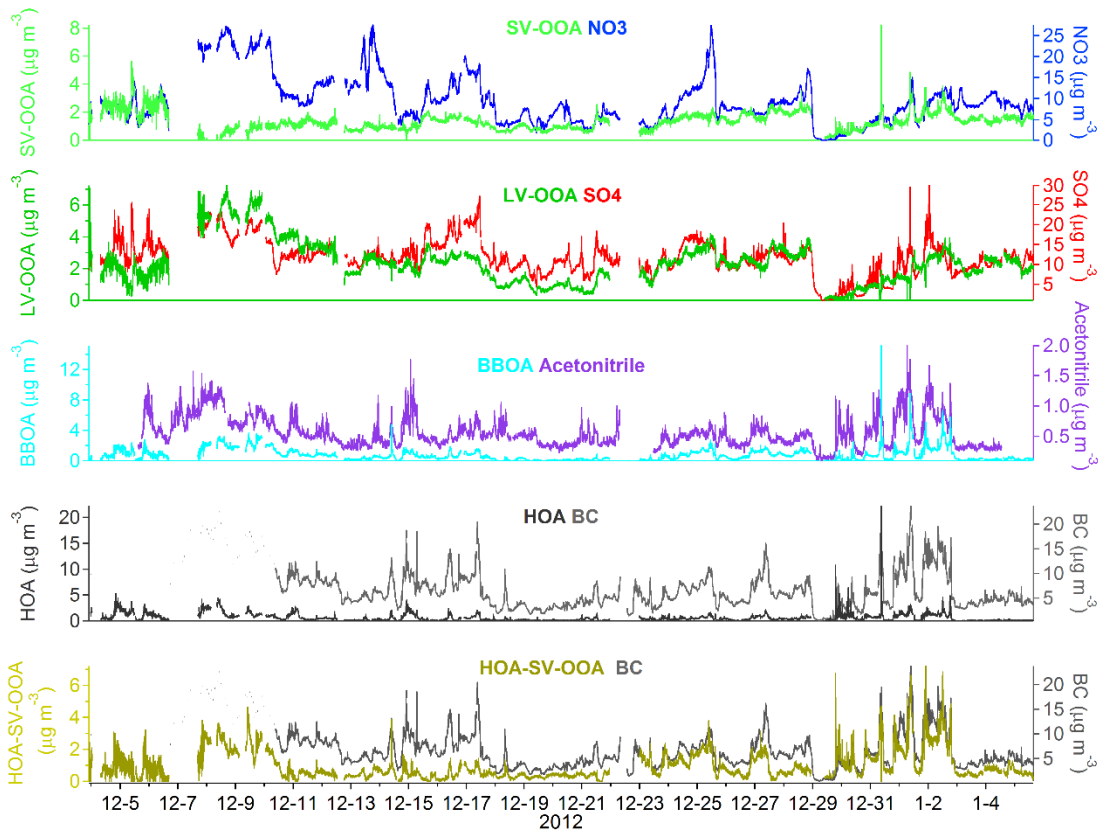 SV-OOA (µg m⁻³)
8
6
4
2
0
SV-OOA NO3
25
20
15
10
5
0
NO3 (µg m⁻³)
LV-OOA (µg m⁻³)
6
4
2
0
LV-OOA SO4
30
25
20
15
10
5
SO4 (µg m⁻³)
BBOA (µg m⁻³)
12
8
4
0
BBOA Acetonitrile
2.0
1.5
1.0
0.5
Acetonitrile (µg m⁻³)
HOA (µg m⁻³)
20
15
10
5
0
HOA BC
20
15
10
5
BC (µg m⁻³)
HOA-SV-OOA
(µg m⁻³)
6
4
2
0
HOA-SV-OOA BC
20
15
10
5
BC (µg m⁻³)
12-5 12-7 12-9 12-11 12-13 12-15 12-17 12-19 12-21 12-23 12-25 12-27 12-29 12-31 1-2 1-4
2012